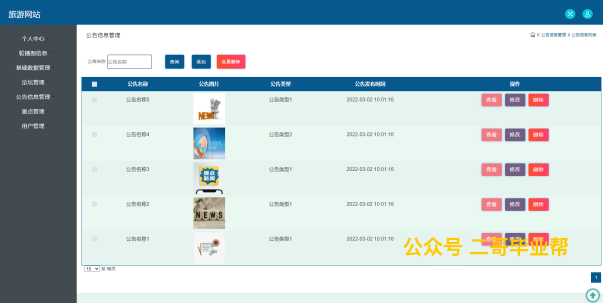 旅游网站
个人中心
轮播图信息
基础数据管理
论坛管理
公告信息管理
景点管理
用户管理
公告信息管理
公告信息管理
公告信息列表
公告名称
公告名称
查询
添加
批量删除
公告名称 公告图片 公告类型 公告发布时间 操作
公告名称5 NEWS 公告类型1 2022-03-02 10:01:16 查看 修改 删除
公告名称4 公告类型2 2022-03-02 10:01:16 查看 修改 删除
公告名称3 公告类型1 2022-03-02 10:01:16 查看 修改 删除
公告名称2 NEWS 公告类型1 2022-03-02 10:01:16 查看 修改 删除
公告名称1 公告类型1 2022-03-02 10:01:16 查看 修改 删除
公众号 二哥毕业帮
10 条 每页
1